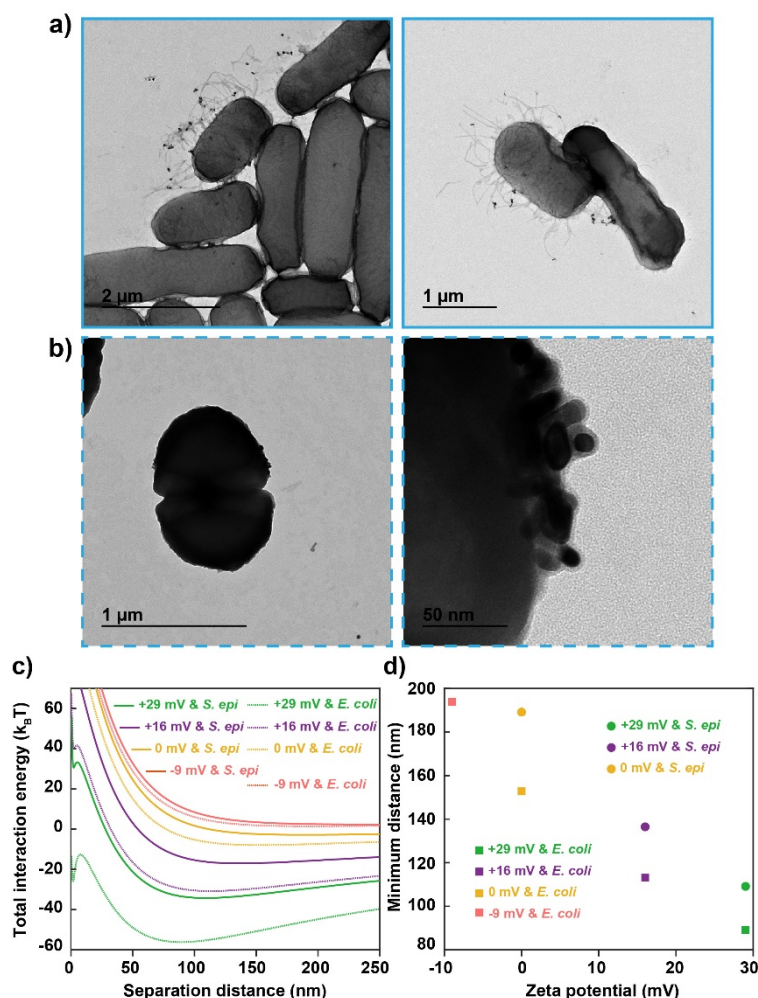 a)
2 µm
1 µm
b)
1 µm
50 nm
c)
Total interaction energy (kBT)
60
40
20
0
-20
-40
-60
+29 mV & S. epi
+29 mV & E. coli
+16 mV & S. epi
+16 mV & E. coli
0 mV & S. epi
0 mV & E. coli
-9 mV & S. epi
-9 mV & E. coli
0
50
100
150
200
250
Separation distance (nm)
d)
Minimum distance (nm)
200
180
160
140
120
100
80
+29 mV & S. epi
+16 mV & S. epi
0 mV & S. epi
+29 mV & E. coli
+16 mV & E. coli
0 mV & E. coli
-9 mV & E. coli
-10
0
10
20
30
Zeta potential (mV)